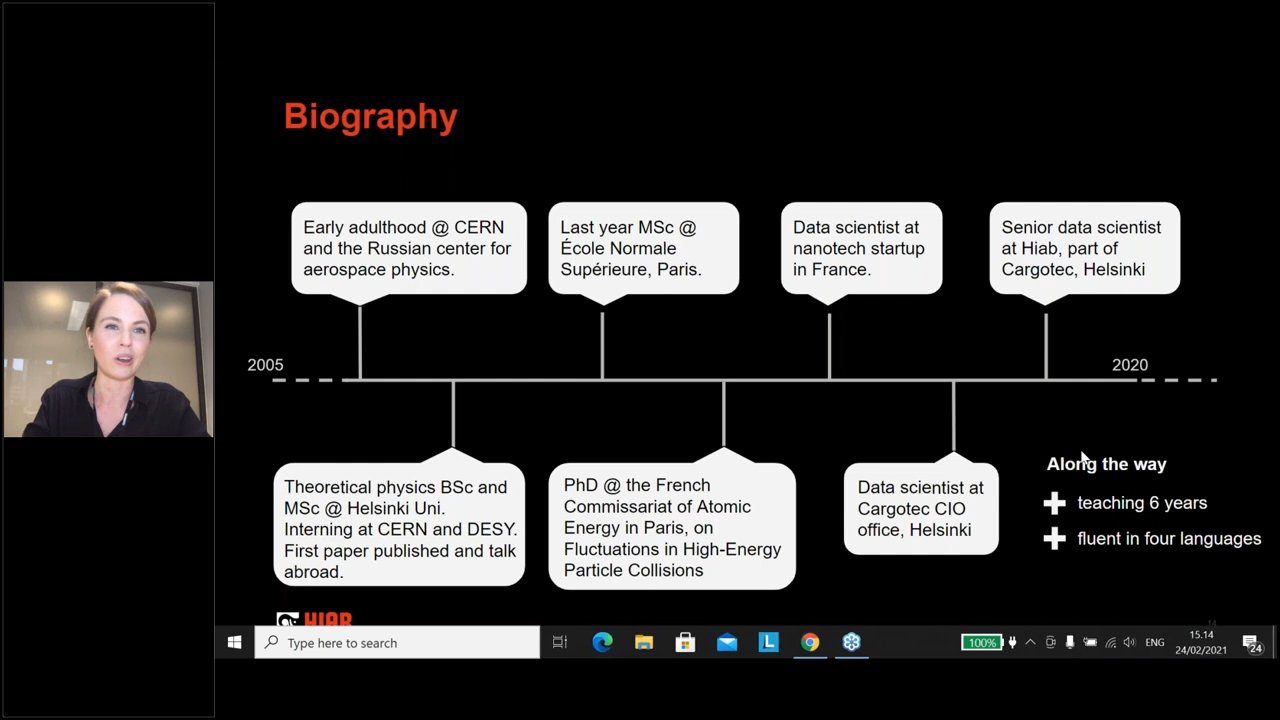 Biography
Early adulthood @ CERN
and the Russian center for
aerospace physics.
Last year MSc @
École Normale
Supérieure, Paris.
Data scientist at
nanotech startup
in France.
Senior data scientist
at Hiab, part of
Cargotec, Helsinki
2005
2020
Theoretical physics BSc and
MSc @ Helsinki Uni.
Interning at CERN and DESY.
First paper published and talk
abroad.
PhD @ the French
Commissariat of Atomic
Energy in Paris, on
Fluctuations in High-Energy
Particle Collisions
Data scientist at
Cargotec CIO
office, Helsinki
Along the way
teaching 6 years
fluent in four languages
HIAB
14
Type here to search
L
100%
ENG
15.14
24/02/2021
24